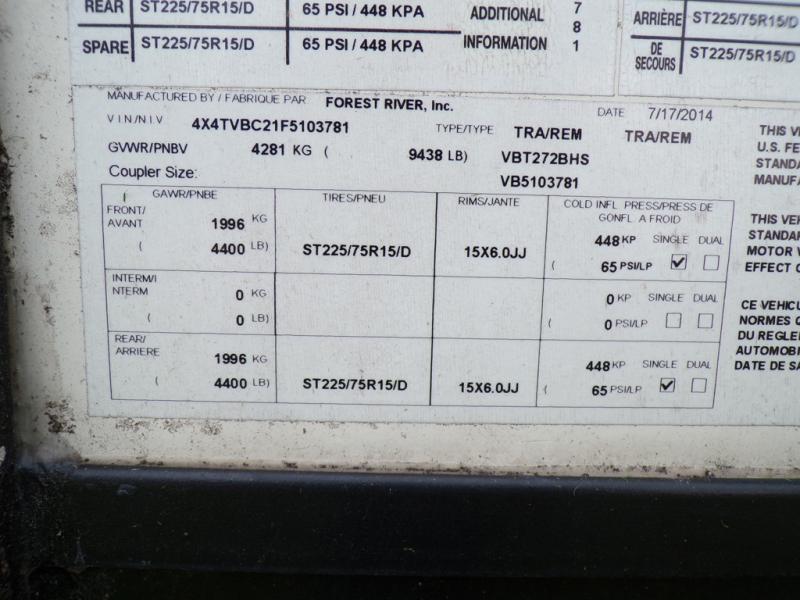 REAR ST225/75R15/D 65 PSI / 448 KPA ADDITIONAL 7 ARRIÈRE ST225/75R15/D
8
SPARE ST225/75R15/D 65 PSI / 448 KPA INFORMATION 1 DE SECOURS ST225/75R15/D
MANUFACTURED BY / FABRIQUE PAR FOREST RIVER, Inc. DATE 7/17/2014
VIN/NIV 4X4TVBC21F5103781 TYPE/TYPE TRA/REM TRA/REM
GVWR/PNBV 4281 KG ( 9438 LB) VBT272BHS
Coupler Size: VB5103781
GAWR/PNBE TIRES/PNEU RIMS/JANTE COLD INFL PRESS/PRESS DE
GONFL A FROID
FRONT/
AVANT 1996 KG 448 KP SINGLE DUAL
( 4400 LB) ST225/75R15/D 15X6.0JJ ( 65 PSI/LP
INTERM/I
NTERM 0 KG 0 KP SINGLE DUAL
( 0 LB) ( 0 PSI/LP
REAR/
ARRIERE 1996 KG 448 KP SINGLE DUAL
( 4400 LB) ST225/75R15/D 15X6.0JJ ( 65 PSI/LP
THIS VE
U.S. FE
STANDA
MANUFA
THIS VER
STANDAR
MOTOR V
EFFECT O
CE VEHICU
NORMES C
DU REGLE
AUTOMOBI
DATE DE SA